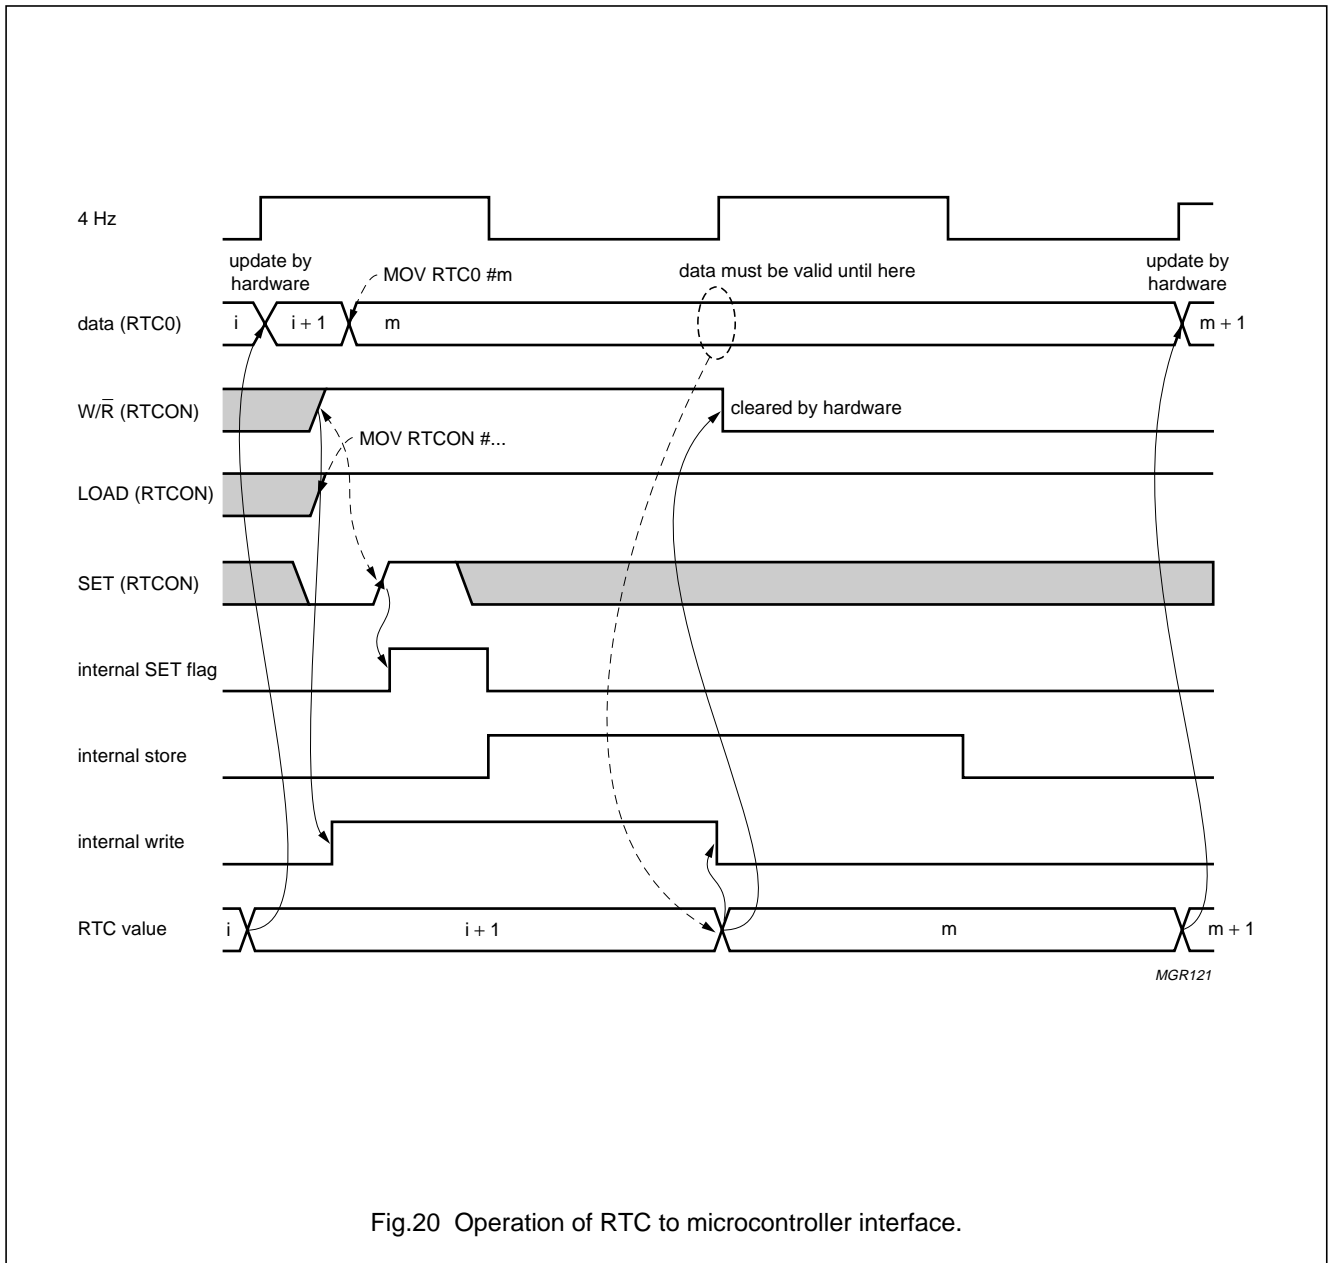 4 Hz
update by
hardware
MOV RTC0 #m
data must be valid until here
update by
hardware
data (RTC0)
i
i + 1
m
m + 1
W/R̅ (RTCON)
cleared by hardware
MOV RTCON #...
LOAD (RTCON)
SET (RTCON)
internal SET flag
internal store
internal write
RTC value
i
i + 1
m
m + 1
MGR121
Fig.20 Operation of RTC to microcontroller interface.